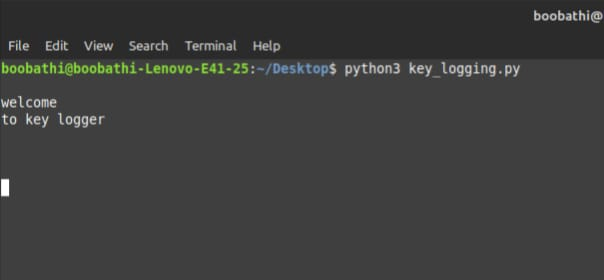 boobathi@
File Edit View Search Terminal Help
boobathi@boobathi-Lenovo-E41-25:~/Desktop$ python3 key_logging.py
welcome
to key logger